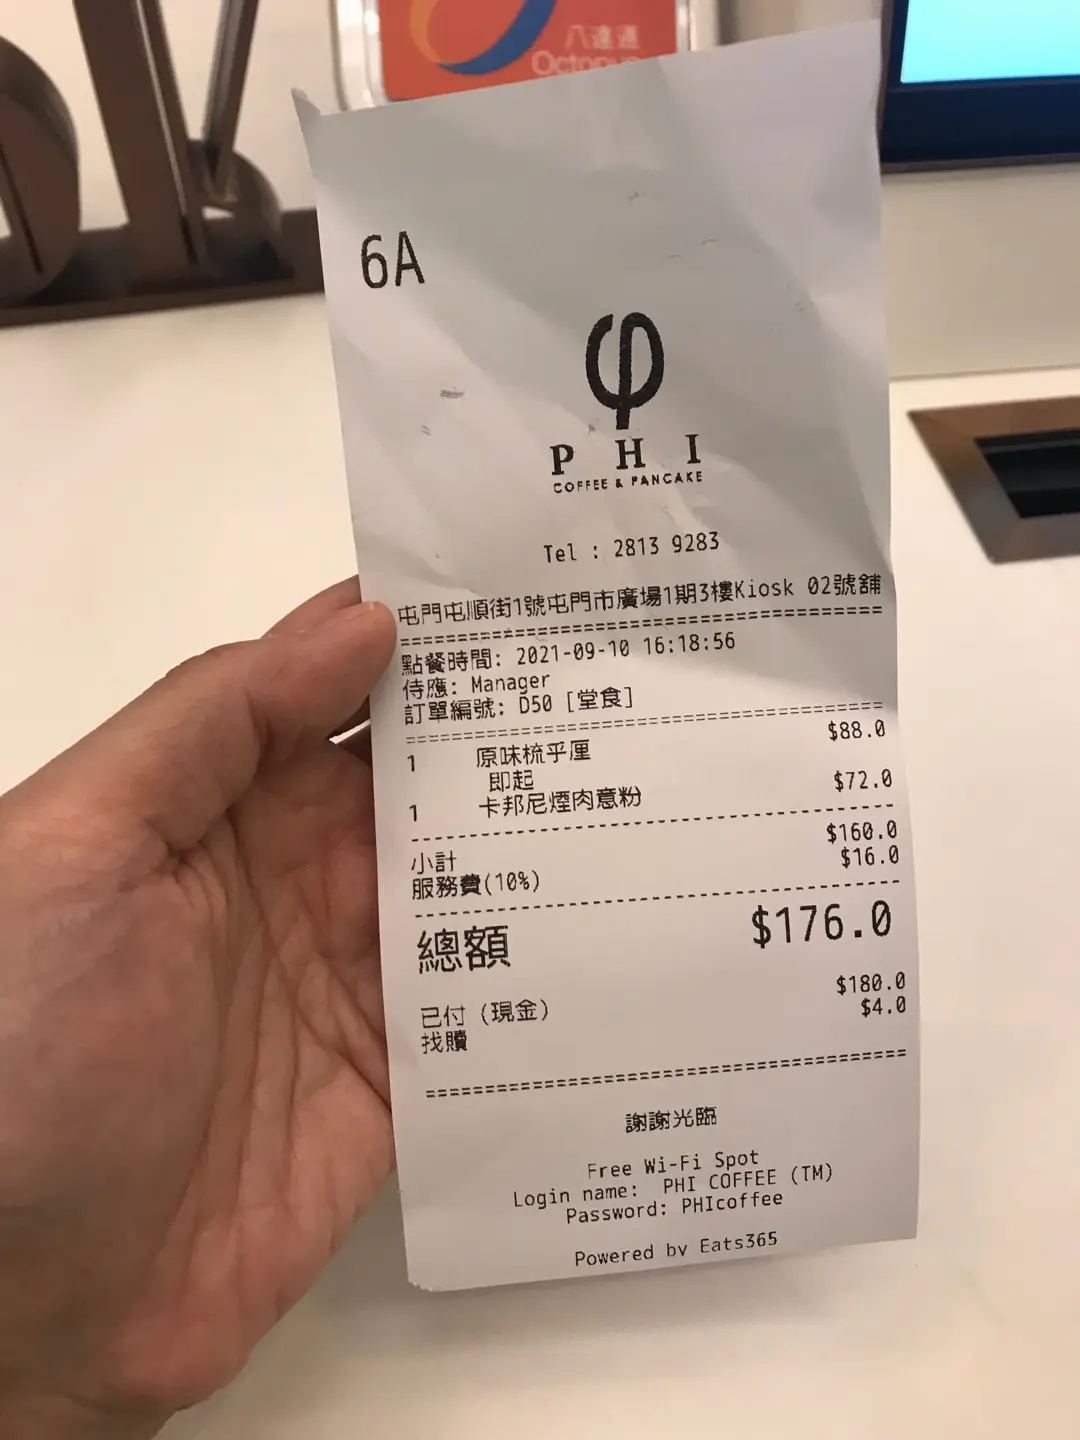 八達通
Octopus
6A
φ
PHI
COFFEE & PANCAKE
Tel : 2813 9283
屯門屯順街1號屯門市廣場1期3樓Kiosk 02號舖
========================================
點餐時間: 2021-09-10 16:18:56
侍應: Manager
訂單編號: D50 [堂食]
========================================
1 原味梳乎厘 $88.0
即起
1 卡邦尼煙肉意粉 $72.0
----------------------------------------
小計 $160.0
服務費(10%) $16.0
----------------------------------------
總額 $176.0
已付 (現金) $180.0
找贖 $4.0
========================================
謝謝光臨
Free Wi-Fi Spot
Login name: PHI COFFEE (TM)
Password: PHIcoffee
Powered by Eats365